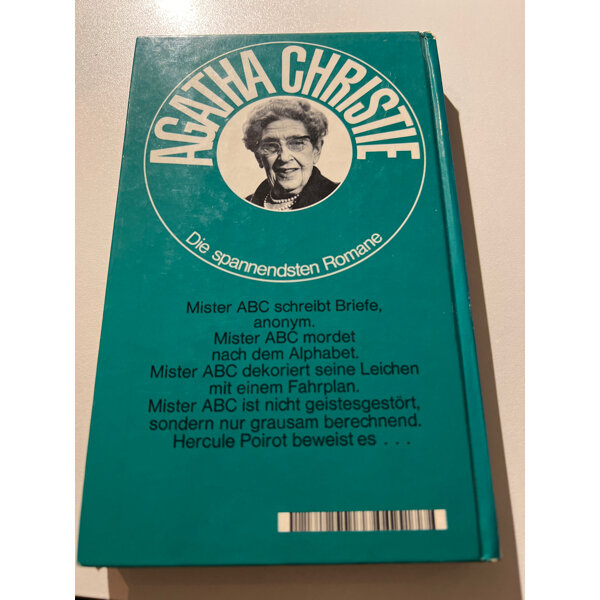 AGATHA CHRISTIE
Die spannendsten Romane
Mister ABC schreibt Briefe,
anonym.
Mister ABC mordet
nach dem Alphabet.
Mister ABC dekoriert seine Leichen
mit einem Fahrplan.
Mister ABC ist nicht geistesgestört,
sondern nur grausam berechnend.
Hercule Poirot beweist es . . .